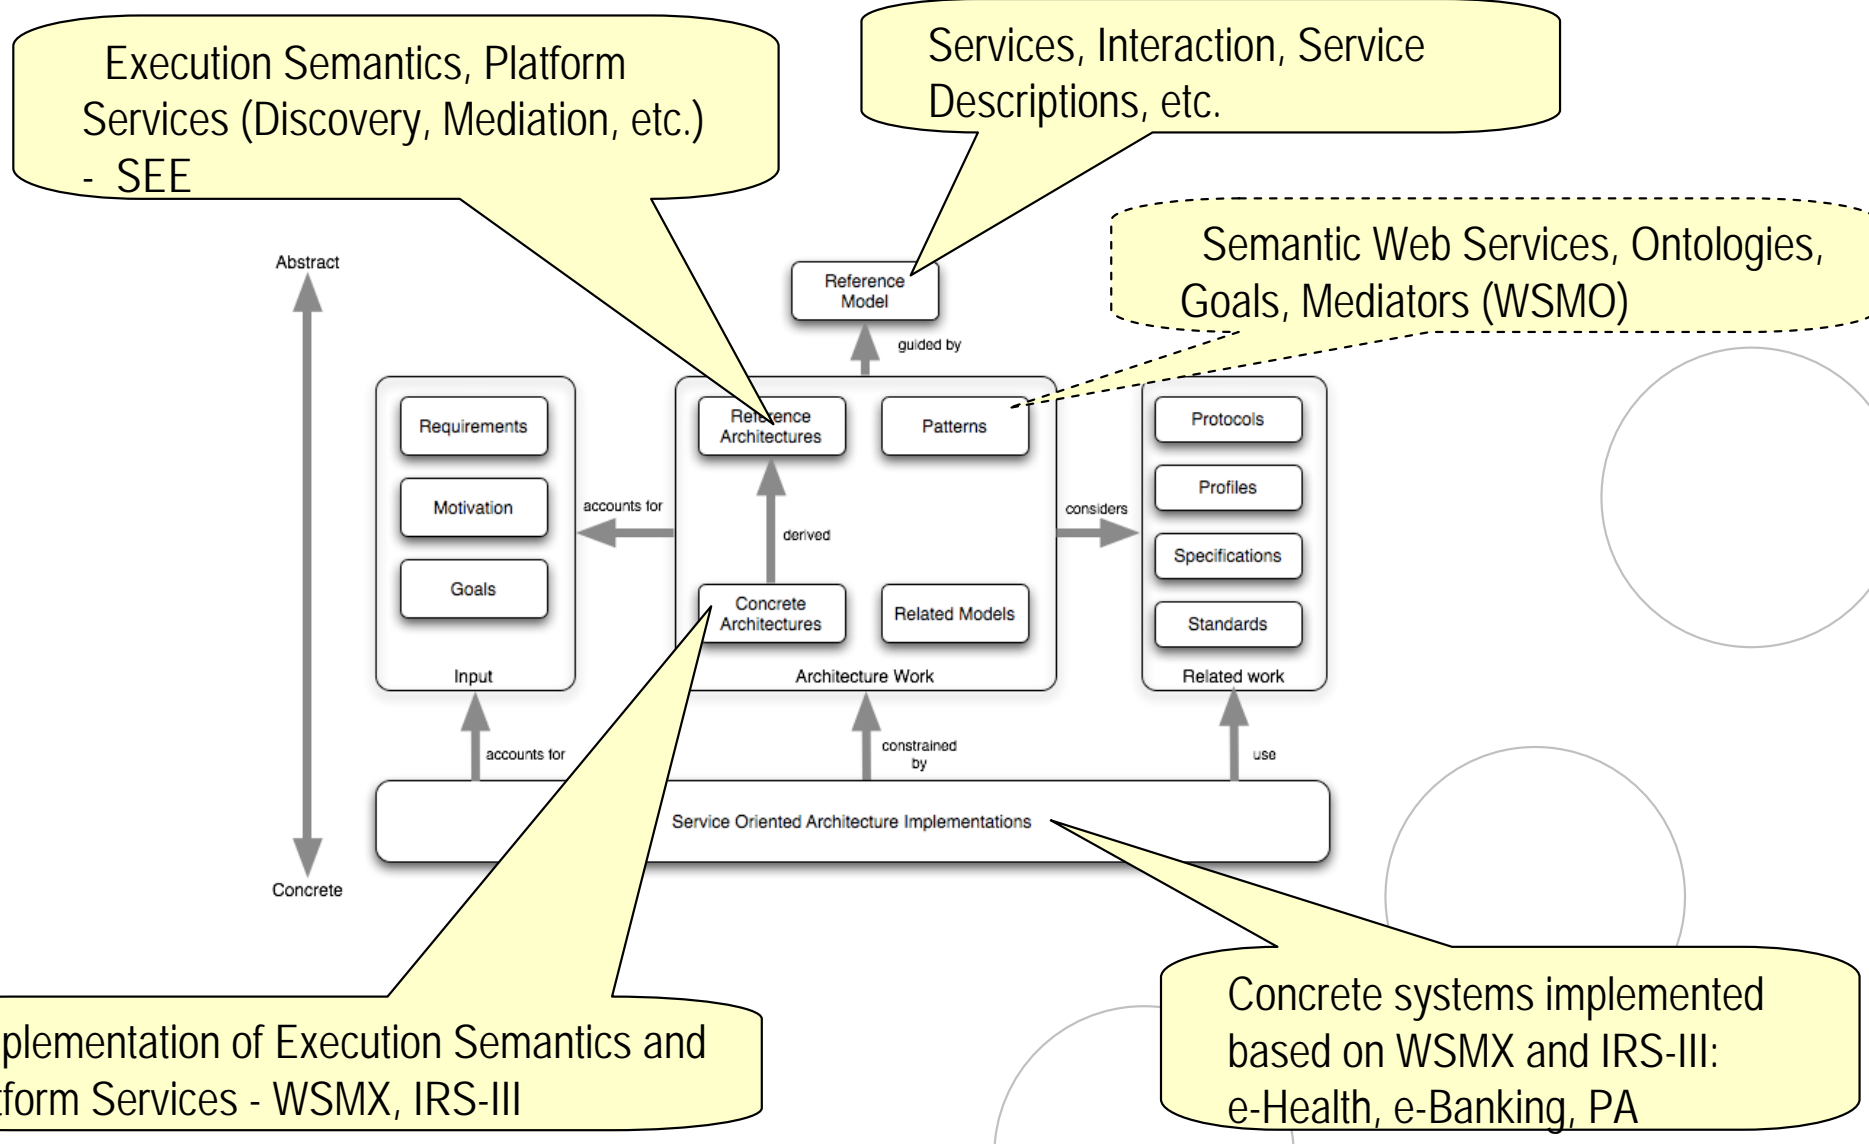 Execution Semantics, Platform
Services (Discovery, Mediation, etc.)
- SEE
Services, Interaction, Service
Descriptions, etc.
Semantic Web Services, Ontologies,
Goals, Mediators (WSMO)
Abstract
Reference
Model
guided by
Requirements
Motivation
Goals
Input
accounts for
Reference
Architectures
Patterns
derived
Concrete
Architectures
Related Models
Architecture Work
considers
Protocols
Profiles
Specifications
Standards
Related work
accounts for
constrained
by
use
Service Oriented Architecture Implementations
Concrete
plementation of Execution Semantics and
tform Services - WSMX, IRS-III
Concrete systems implemented
based on WSMX and IRS-III:
e-Health, e-Banking, PA